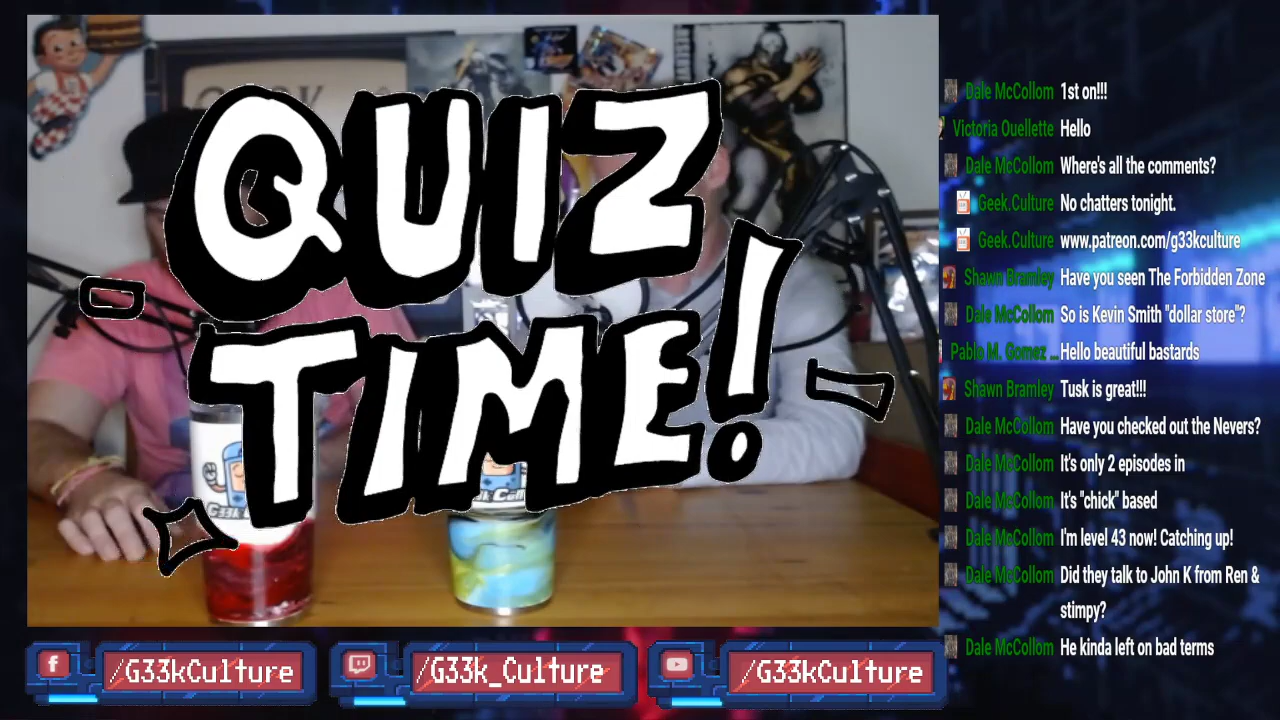 QUIZ
TIME!
G33k
/G33kCulture
/G33k_Culture
/G33kCulture
Dale McCollom 1st on!!!
Victoria Ouellette Hello
Dale McCollom Where's all the comments?
Geek.Culture No chatters tonight.
Geek.Culture www.patreon.com/g33kculture
Shawn Bramley Have you seen The Forbidden Zone
Dale McCollom So is Kevin Smith "dollar store"?
Pablo M. Gomez ... Hello beautiful bastards
Shawn Bramley Tusk is great!!!
Dale McCollom Have you checked out the Nevers?
Dale McCollom It's only 2 episodes in
Dale McCollom It's "chick" based
Dale McCollom I'm level 43 now! Catching up!
Dale McCollom Did they talk to John K from Ren &
stimpy?
Dale McCollom He kinda left on bad terms